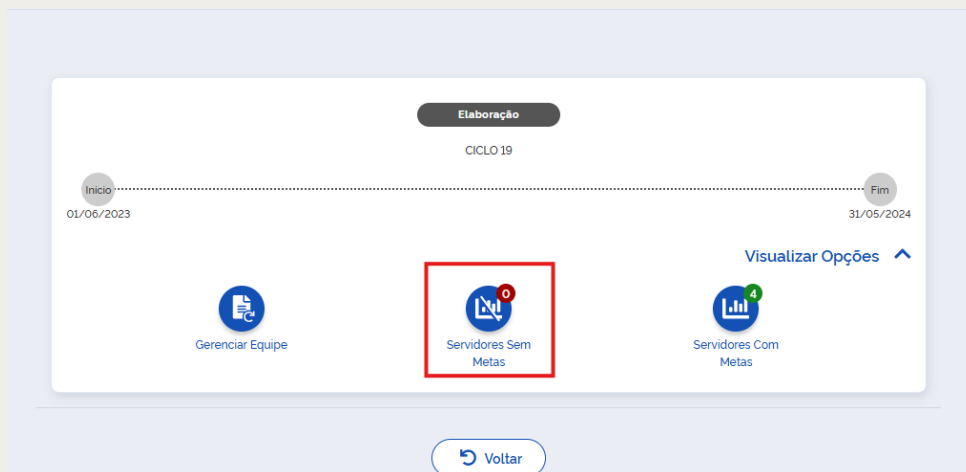 Elaboração
CICLO 19
Início
Fim
01/06/2023
31/05/2024
Visualizar Opções
0
4
Gerenciar Equipe
Servidores Sem
Metas
Servidores Com
Metas
Voltar